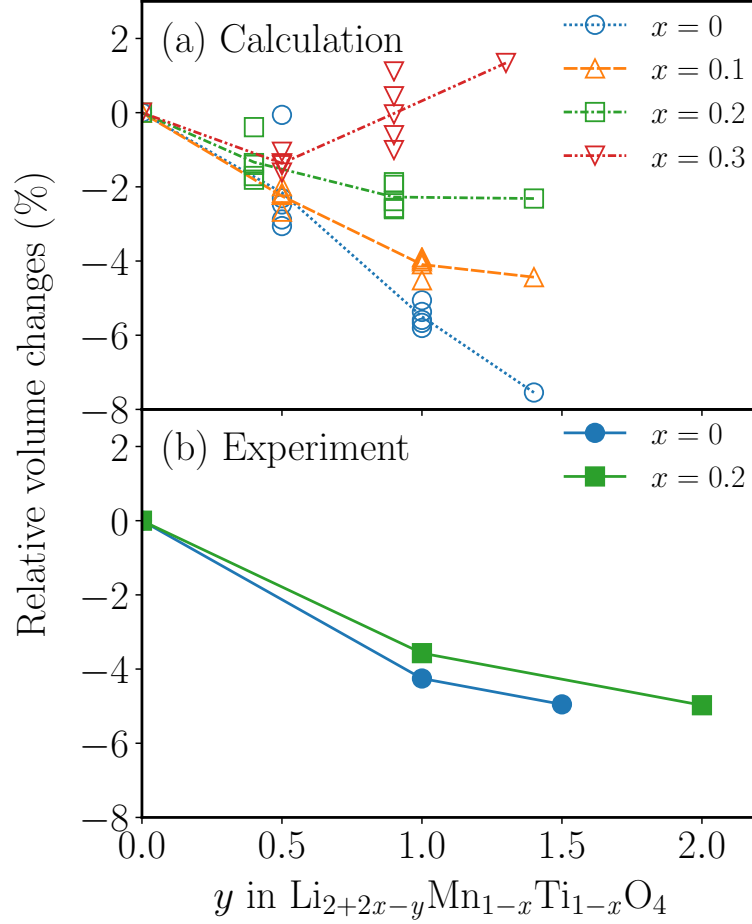 (a) Calculation
x = 0
x = 0.1
x = 0.2
x = 0.3
2
0
−2
−4
−6
−8
(b) Experiment
x = 0
x = 0.2
2
0
−2
−4
−6
−8
0.0 0.5 1.0 1.5 2.0
Relative volume changes (%)
y in Li₂₊₂ₓ₋ᵧMn₁₋ₓTi₁₋ₓO₄